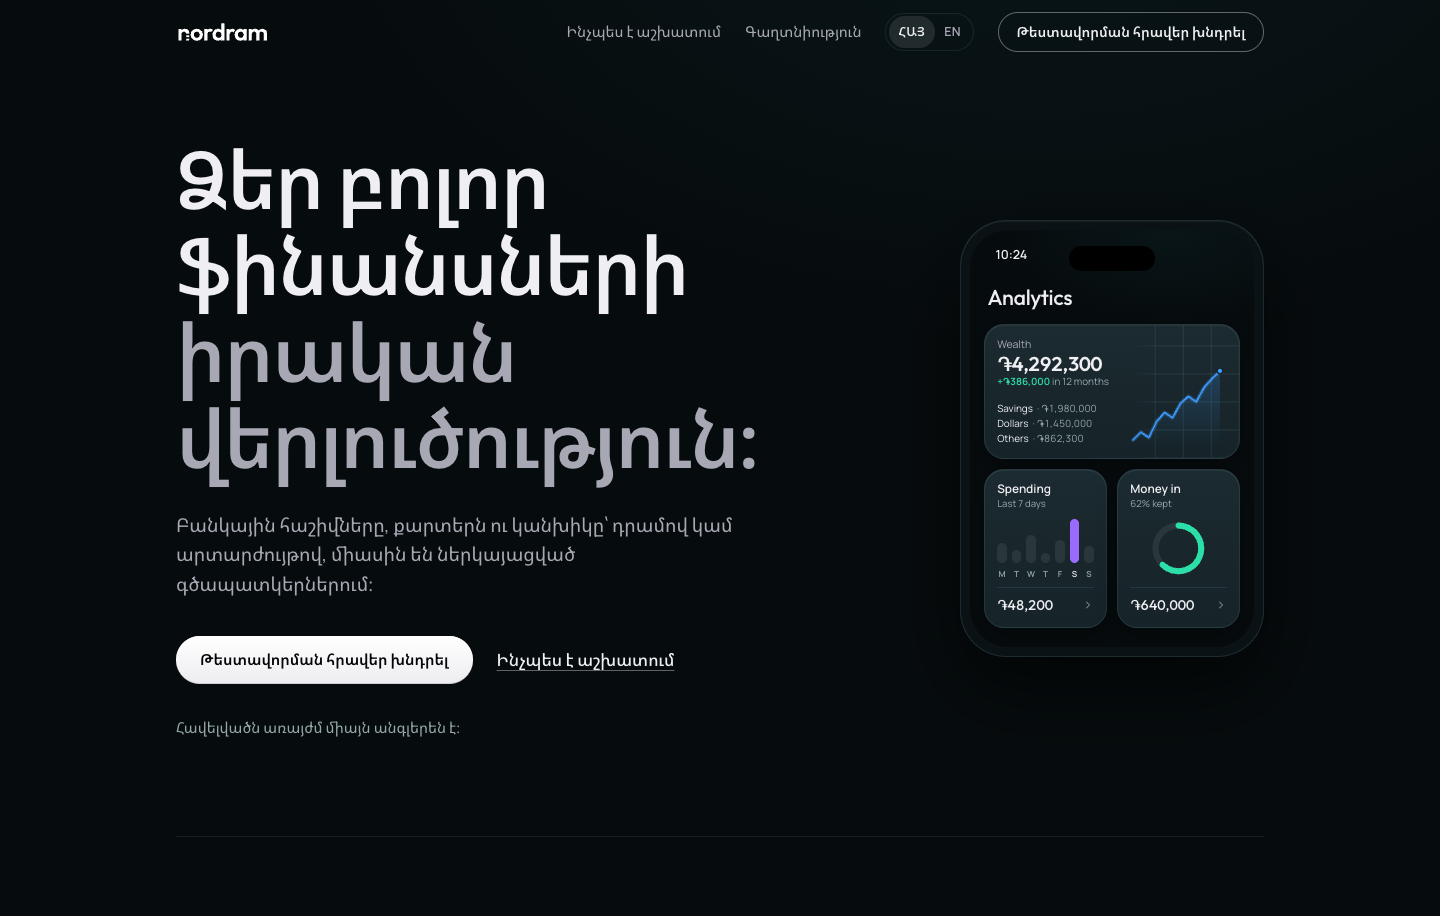 nordram
Ինչպես է աշխատում
Գաղտնիություն
ՀԱՅ
EN
Թեստավորման հրավեր խնդրել
Ձեր բոլոր
ֆինանսների
իրական
վերլուծություն:
Բանկային հաշիվները, քարտերն ու կանխիկը՝ դրամով կամ
արտարժույթով, միասին են ներկայացված
գծապատկերներում:
Թեստավորման հրավեր խնդրել
Ինչպես է աշխատում
Հավելվածն առայժմ միայն անգլերեն է:
10:24
Analytics
Wealth
֏4,292,300
+֏386,000 in 12 months
Savings · ֏1,980,000
Dollars · ֏1,450,000
Others · ֏862,300
Spending
Last 7 days
M T W T F S S
֏48,200
Money in
62% kept
֏640,000